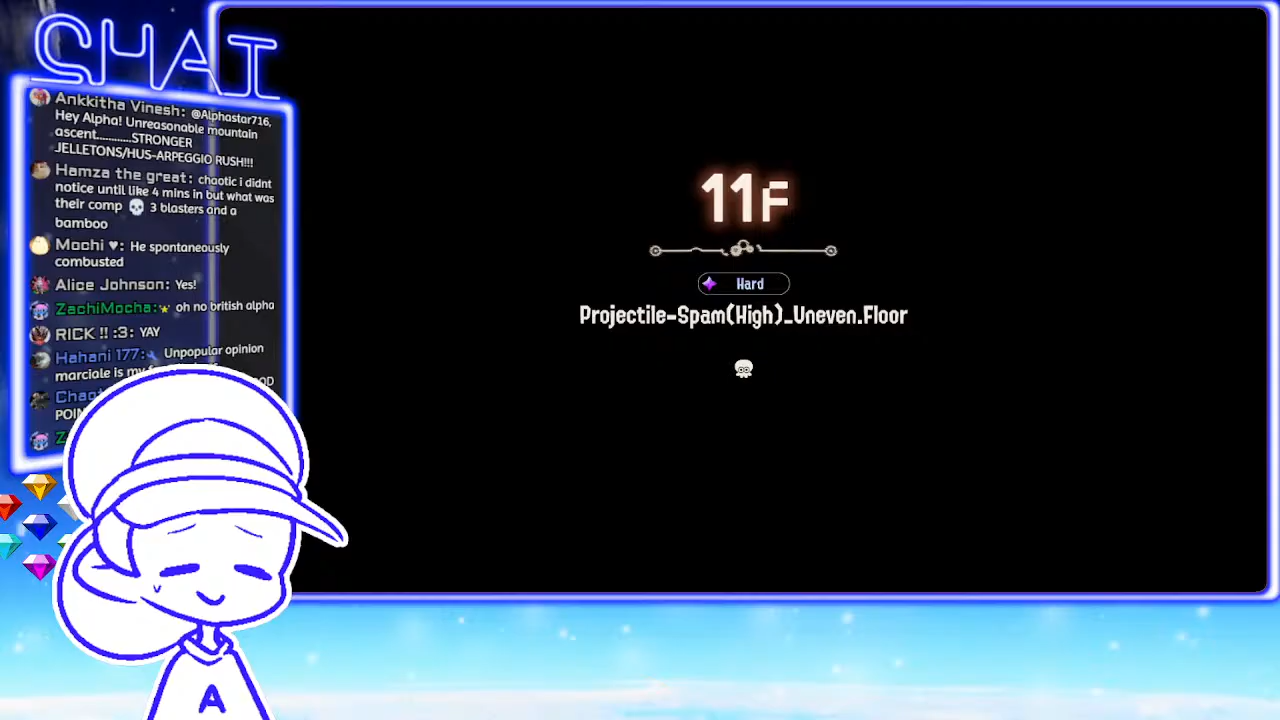 CHAT
Ankkitha Vinesh: @Alphastar716,
Hey Alpha! Unreasonable mountain
ascent............STRONGER
JELLETONS/HUS-ARPEGGIO RUSH!!!
Hamza the great: chaotic i didnt
notice until like 4 mins in but what was
their comp 💀 3 blasters and a
bamboo
Mochi ♥: He spontaneously
combusted
Alice Johnson: Yes!
ZachiMocha: oh no british alpha
RICK !! :3: YAY
Hahani 177: Unpopular opinion
marciale is my
POIN
11F
Hard
Projectile-Spam(High)_Uneven.Floor
A